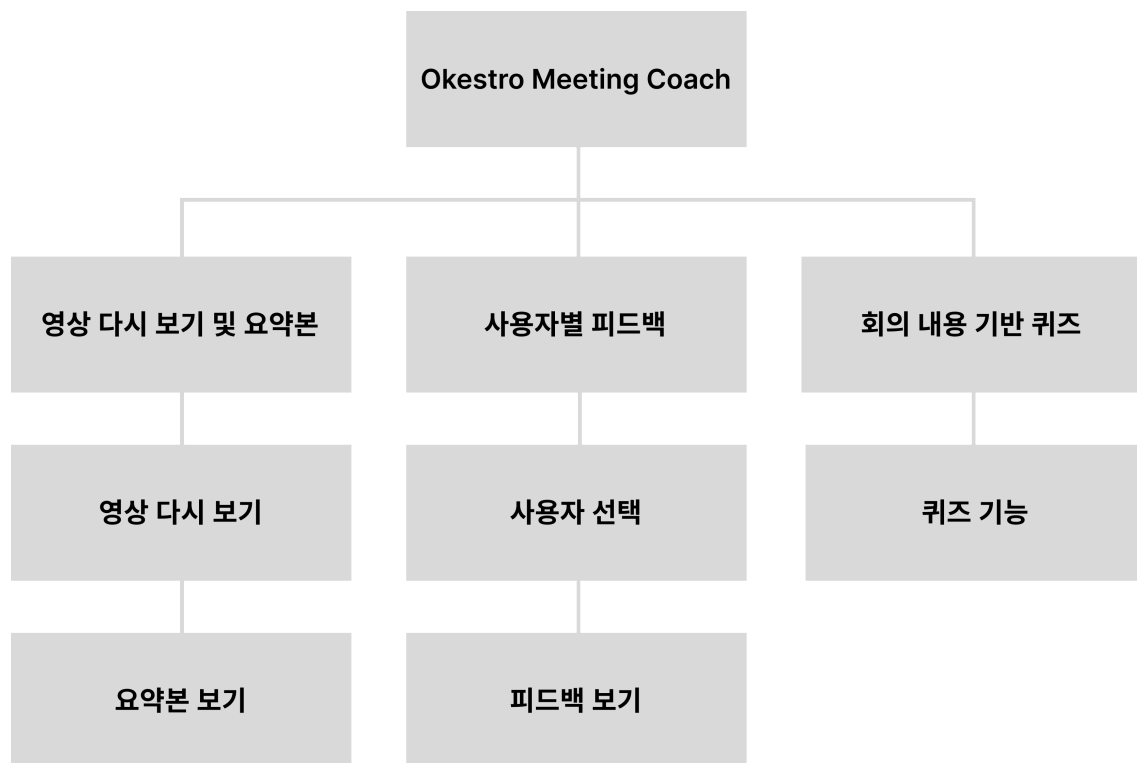 Okestro Meeting Coach
영상 다시 보기 및 요약본
사용자별 피드백
회의 내용 기반 퀴즈
영상 다시 보기
사용자 선택
퀴즈 기능
요약본 보기
피드백 보기